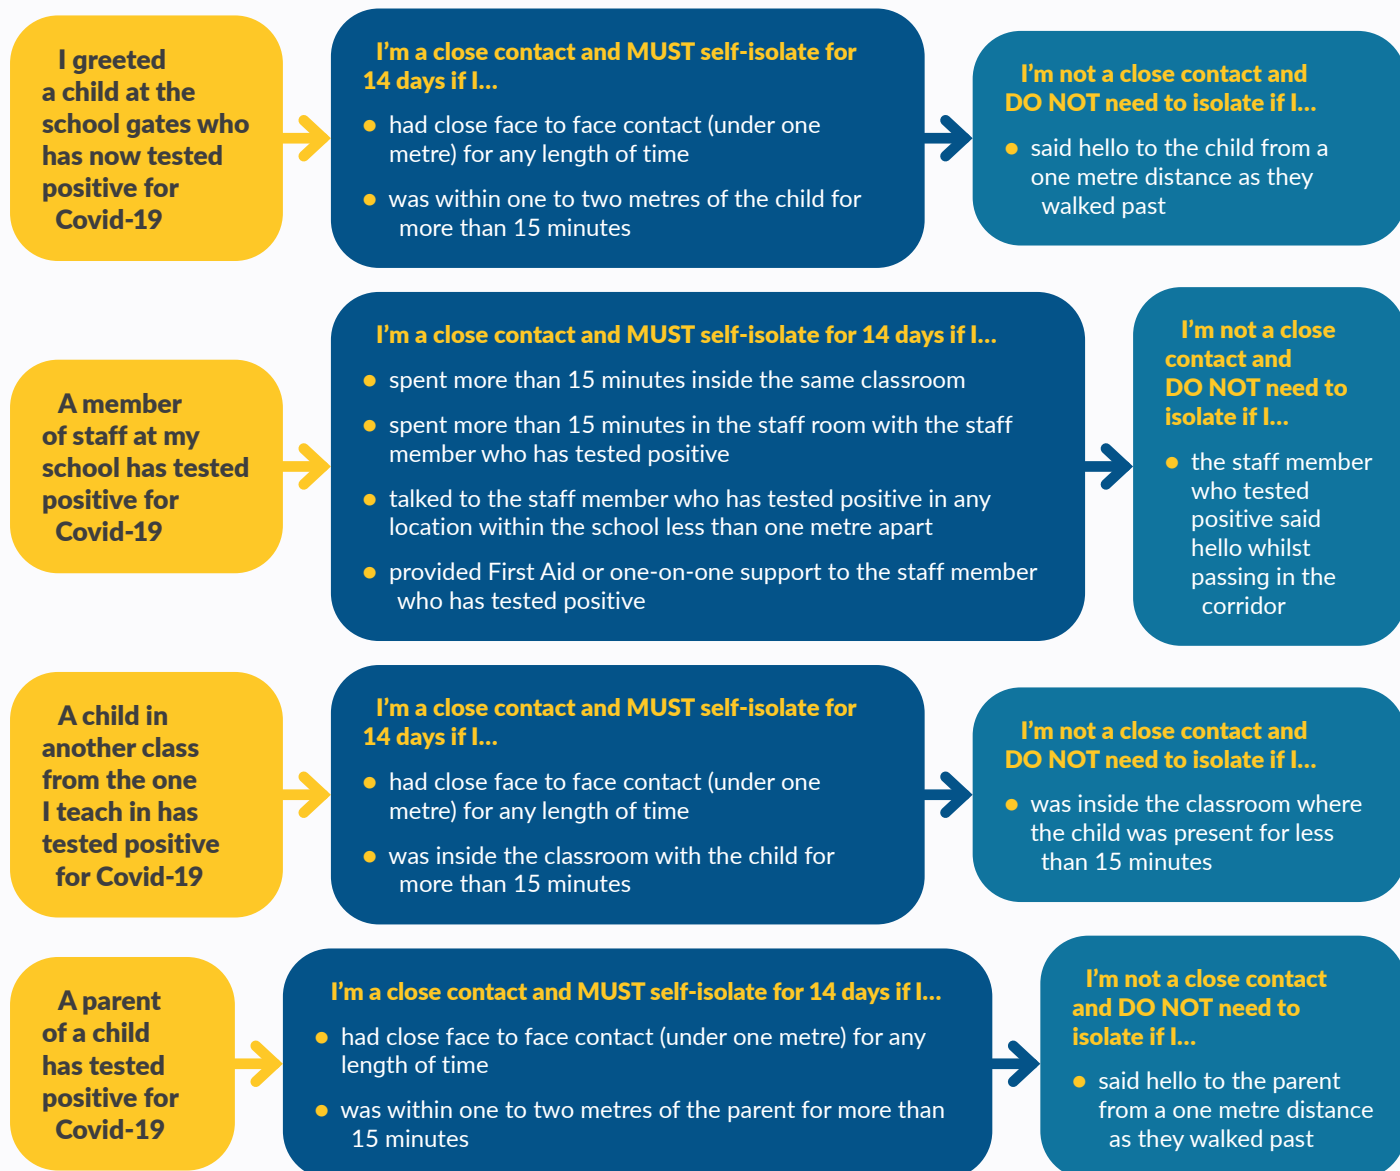 I greeted
a child at the
school gates who
has now tested
positive for
Covid-19
I’m a close contact and MUST self-isolate for
14 days if I...
• had close face to face contact (under one
metre) for any length of time
• was within one to two metres of the child for
more than 15 minutes
I’m not a close contact and
DO NOT need to isolate if I...
• said hello to the child from a
one metre distance as they
walked past
A member
of staff at my
school has tested
positive for
Covid-19
I’m a close contact and MUST self-isolate for 14 days if I...
• spent more than 15 minutes inside the same classroom
• spent more than 15 minutes in the staff room with the staff
member who has tested positive
• talked to the staff member who has tested positive in any
location within the school less than one metre apart
• provided First Aid or one-on-one support to the staff member
who has tested positive
I’m not a close
contact and
DO NOT need to
isolate if I...
• the staff member
who tested
positive said
hello whilst
passing in the
corridor
A child in
another class
from the one
I teach in has
tested positive
for Covid-19
I’m a close contact and MUST self-isolate for
14 days if I...
• had close face to face contact (under one
metre) for any length of time
• was inside the classroom with the child for
more than 15 minutes
I’m not a close contact and
DO NOT need to isolate if I...
• was inside the classroom where
the child was present for less
than 15 minutes
A parent
of a child
has tested
positive for
Covid-19
I’m a close contact and MUST self-isolate for 14 days if I...
• had close face to face contact (under one metre) for any
length of time
• was within one to two metres of the parent for more than
15 minutes
I’m not a close contact
and DO NOT need to
isolate if I...
• said hello to the parent
from a one metre distance
as they walked past